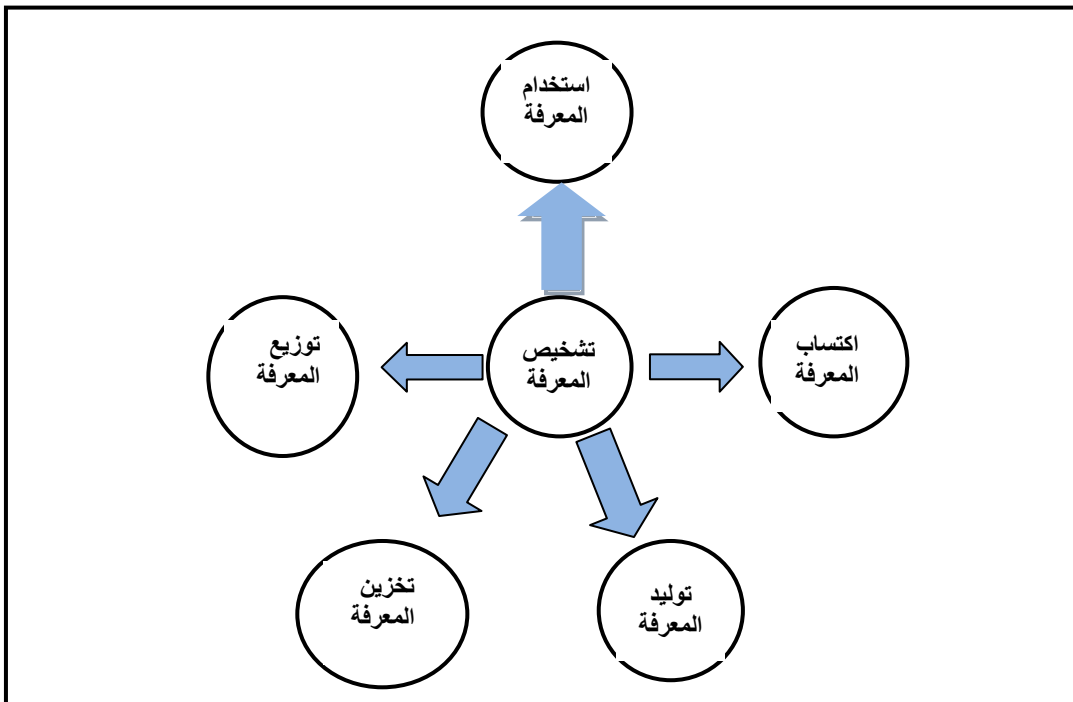 استخدام
المعرفة
اكتساب
المعرفة
تشخيص
المعرفة
توزيع
المعرفة
توليد
المعرفة
تخزين
المعرفة